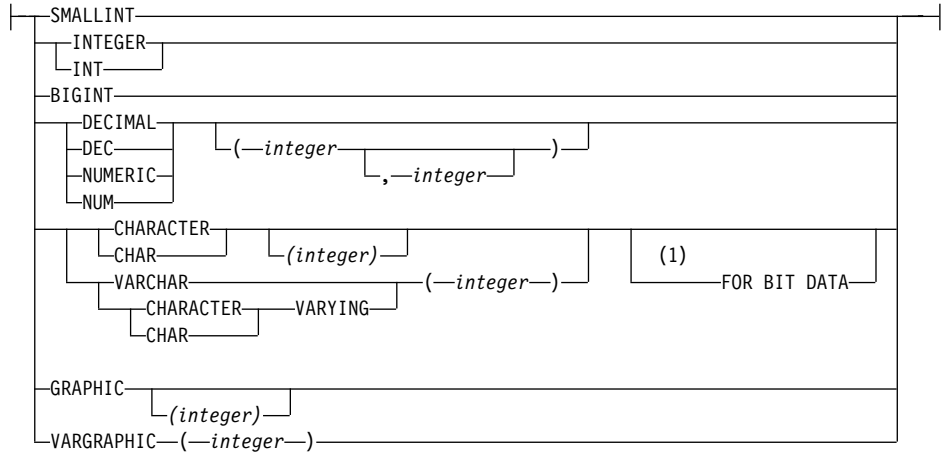 SMALLINT
INTEGER
INT
BIGINT
DECIMAL
DEC ( integer )
, integer
NUMERIC
NUM
CHARACTER
CHAR (integer) (1)
VARCHAR ( integer ) FOR BIT DATA
CHARACTER VARYING
CHAR
GRAPHIC
(integer)
VARGRAPHIC ( integer )